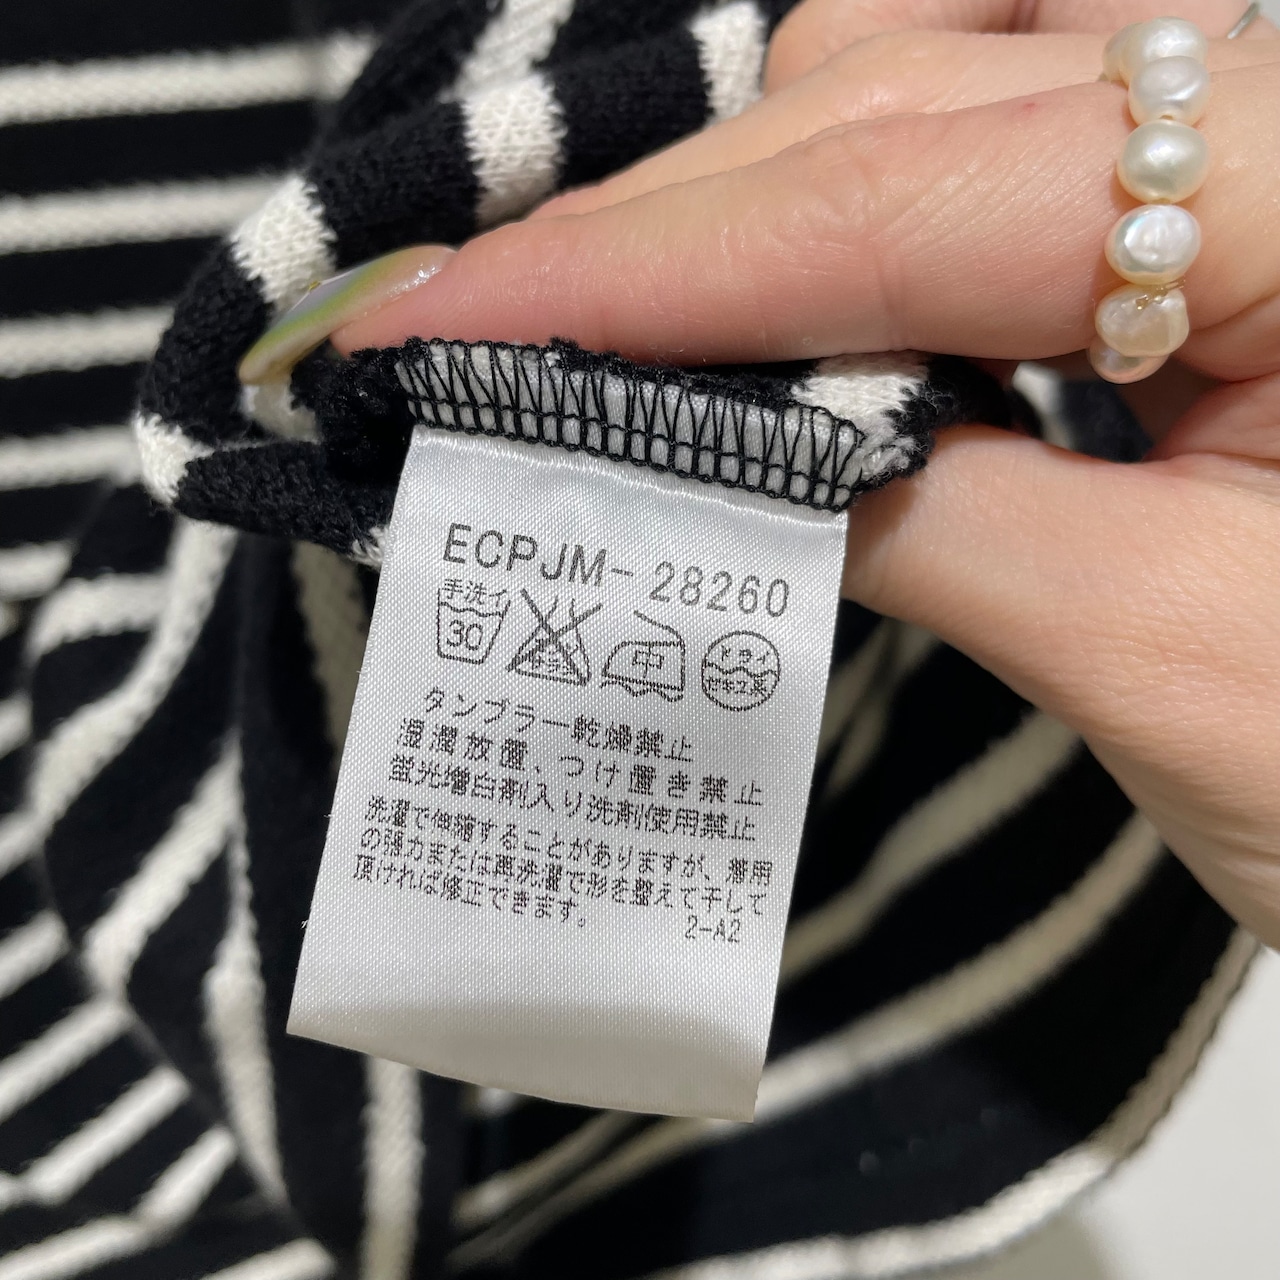 ECPJM-28260
手洗イ
30
中
ドライ
セキユ系
タンブラー乾燥禁止
湿潤放置、つけ置き禁止
蛍光増白剤入り洗剤使用禁止
洗濯で伸縮することがありますが、着用
の張力または再洗濯で形を整えて干して
頂ければ修正できます。
2-A2